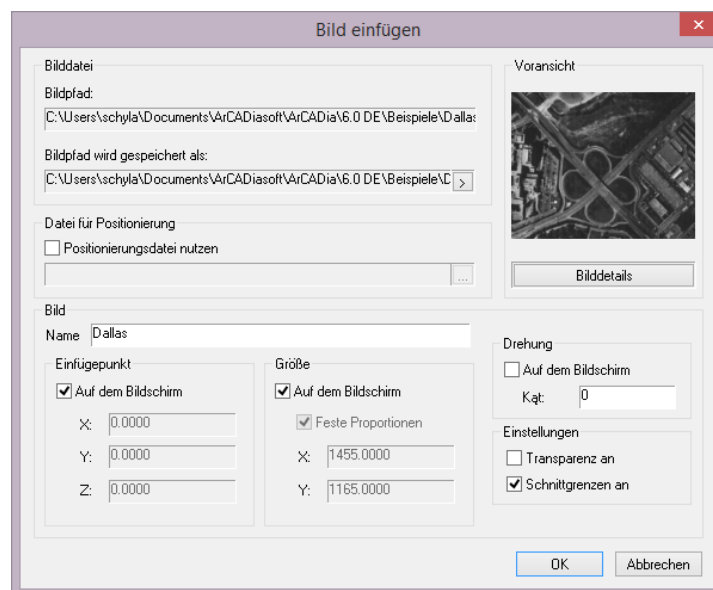 Bild einfügen
Bilddatei
Bildpfad:
C:\Users\schyla\Documents\ArCADiasoft\ArCADia\6.0 DE\Beispiele\Dallas
Bildpfad wird gespeichert als:
C:\Users\schyla\Documents\ArCADiasoft\ArCADia\6.0 DE\Beispiele\D
>
Voransicht
Bilddetails
Datei für Positionierung
Positionierungsdatei nutzen
...
Bild
Name Dallas
Einfügepunkt
Auf dem Bildschirm
X: 0.0000
Y: 0.0000
Z: 0.0000
Größe
Auf dem Bildschirm
Feste Proportionen
X: 1455.0000
Y: 1165.0000
Drehung
Auf dem Bildschirm
Kąt: 0
Einstellungen
Transparenz an
Schnittgrenzen an
OK
Abbrechen